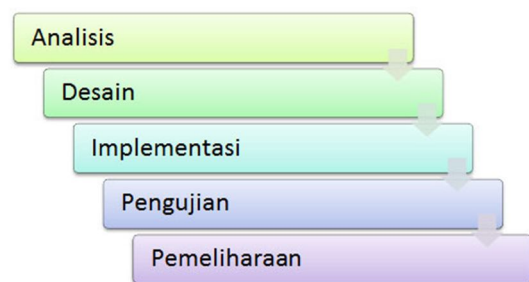 Analisis
Desain
Implementasi
Pengujian
Pemeliharaan